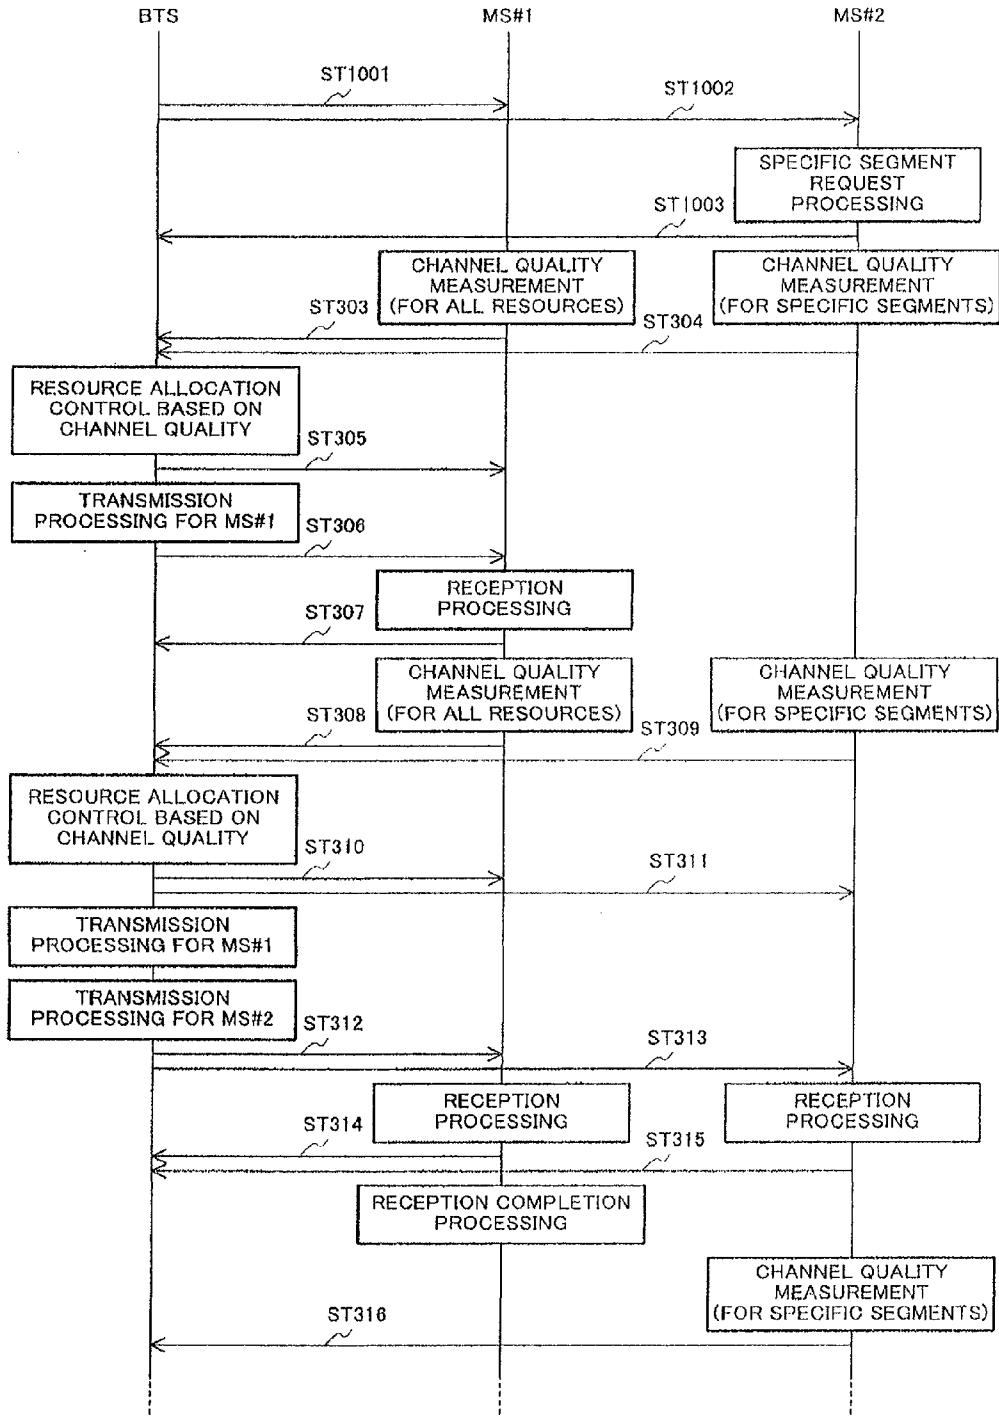 BTS
MS#1
MS#2
ST1001
ST1002
SPECIFIC SEGMENT
REQUEST
PROCESSING
ST1003
CHANNEL QUALITY
MEASUREMENT
(FOR ALL RESOURCES)
CHANNEL QUALITY
MEASUREMENT
(FOR SPECIFIC SEGMENTS)
ST303
ST304
RESOURCE ALLOCATION
CONTROL BASED ON
CHANNEL QUALITY
ST305
TRANSMISSION
PROCESSING FOR MS#1
ST306
RECEPTION
PROCESSING
ST307
CHANNEL QUALITY
MEASUREMENT
(FOR ALL RESOURCES)
CHANNEL QUALITY
MEASUREMENT
(FOR SPECIFIC SEGMENTS)
ST308
ST309
RESOURCE ALLOCATION
CONTROL BASED ON
CHANNEL QUALITY
ST310
ST311
TRANSMISSION
PROCESSING FOR MS#1
TRANSMISSION
PROCESSING FOR MS#2
ST312
ST313
RECEPTION
PROCESSING
RECEPTION
PROCESSING
ST314
ST315
RECEPTION COMPLETION
PROCESSING
CHANNEL QUALITY
MEASUREMENT
(FOR SPECIFIC SEGMENTS)
ST316